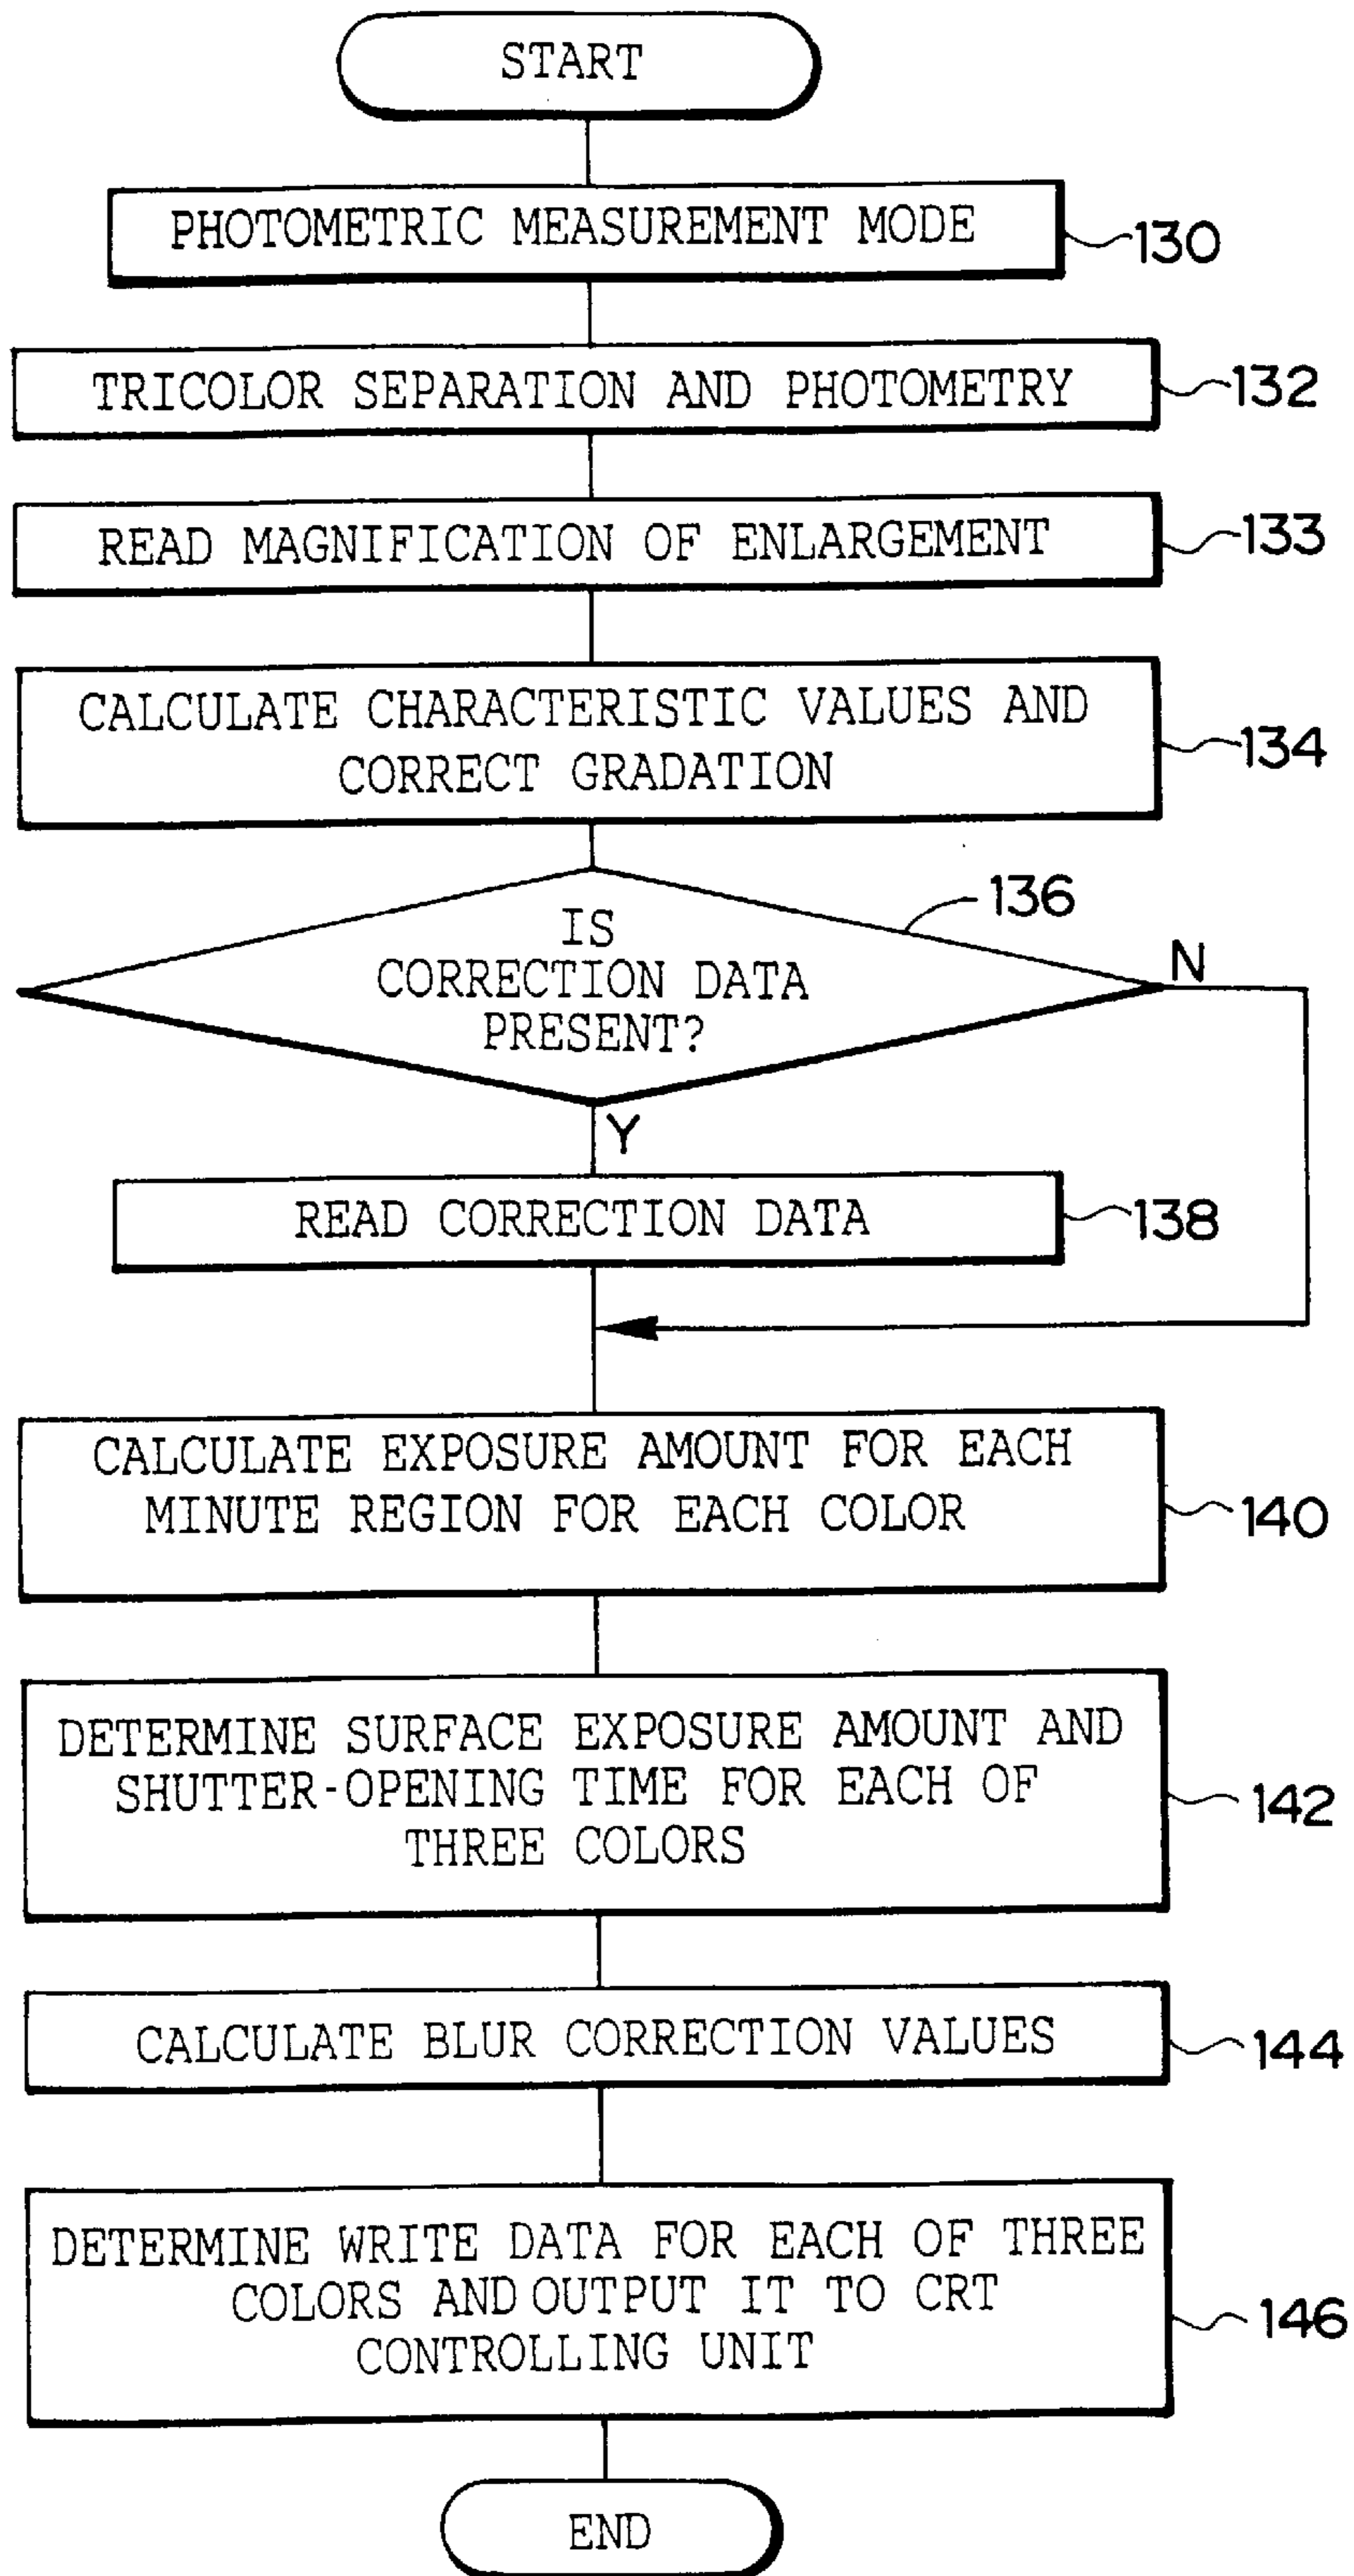 START
PHOTOMETRIC MEASUREMENT MODE
130
TRICOLOR SEPARATION AND PHOTOMETRY
132
READ MAGNIFICATION OF ENLARGEMENT
133
CALCULATE CHARACTERISTIC VALUES AND
CORRECT GRADATION
134
136
IS
CORRECTION DATA
PRESENT?
N
Y
READ CORRECTION DATA
138
CALCULATE EXPOSURE AMOUNT FOR EACH
MINUTE REGION FOR EACH COLOR
140
DETERMINE SURFACE EXPOSURE AMOUNT AND
SHUTTER-OPENING TIME FOR EACH OF
THREE COLORS
142
CALCULATE BLUR CORRECTION VALUES
144
DETERMINE WRITE DATA FOR EACH OF THREE
COLORS AND OUTPUT IT TO CRT
CONTROLLING UNIT
146
END